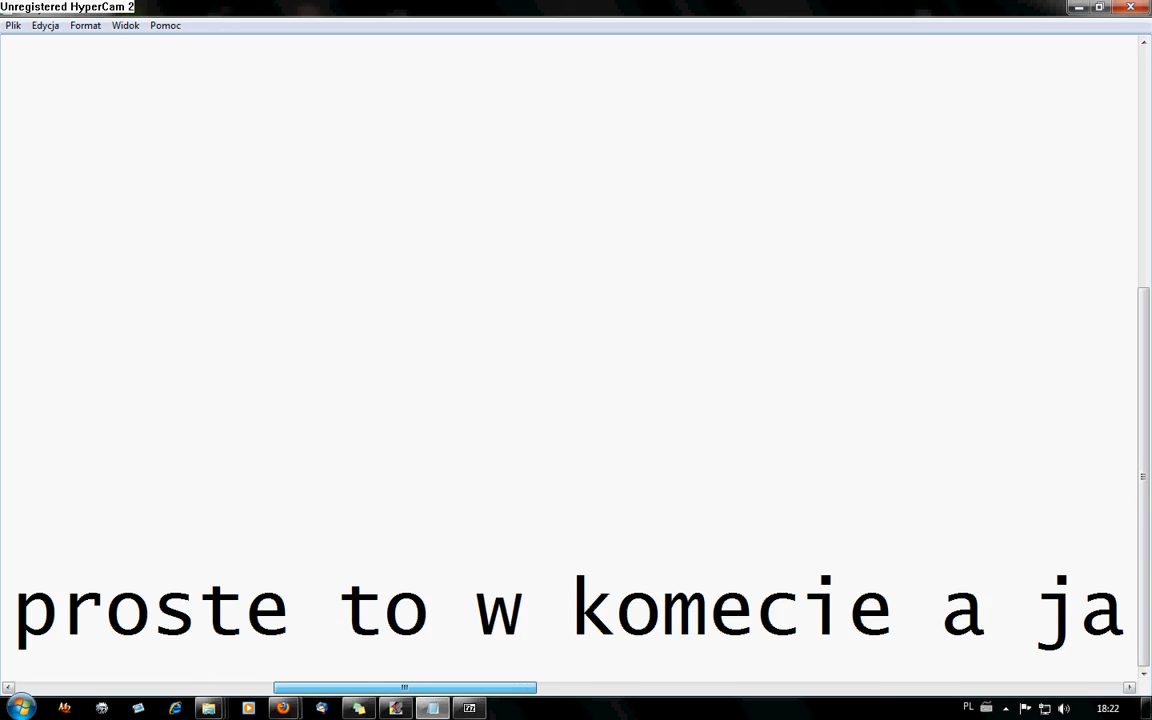 Unregistered HyperCam 2
Plik Edycja Format Widok Pomoc
proste to w komecie a ja
PL 18:22